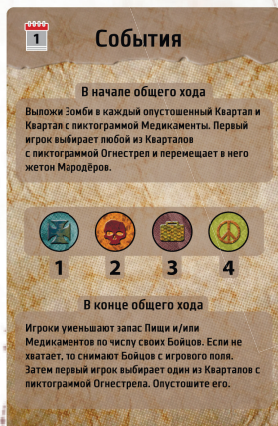 1
События
В начале общего хода
Выложи Зомби в каждый опустошенный Квартал и
Квартал с пиктограммой Медикаменты. Первый
игрок выбирает любой из Кварталов
с пиктограммой Огнестрел и перемещает в него
жетон Мародёров.
1 2 3 4
В конце общего хода
Игроки уменьшают запас Пищи и/или
Медикаментов по числу своих Бойцов. Если не
хватает, то снимают Бойцов с игрового поля.
Затем первый игрок выбирает один из Кварталов с
пиктограммой Огнестрела. Опустошите его.